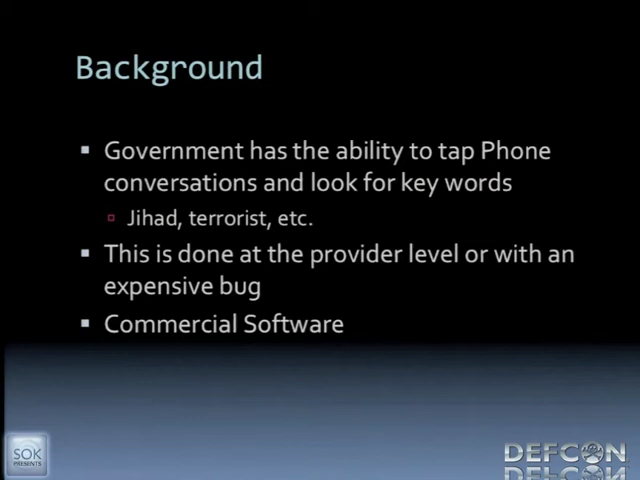 Background
▪ Government has the ability to tap Phone
conversations and look for key words
▫ Jihad, terrorist, etc.
▪ This is done at the provider level or with an
expensive bug
▪ Commercial Software
SOK
PRESENTS
DEFCON